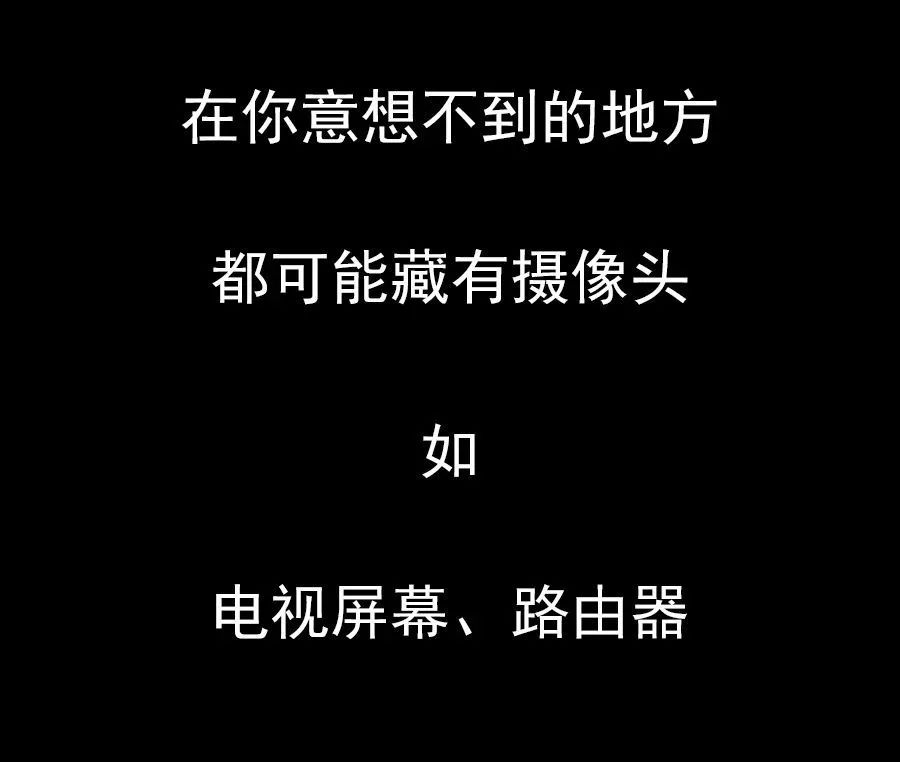 在你意想不到的地方
都可能藏有摄像头
如
电视屏幕、路由器